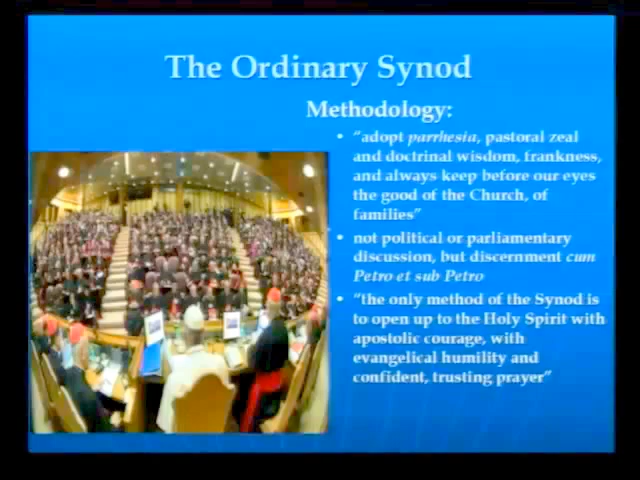 The Ordinary Synod
Methodology:
• "adopt parrhesia, pastoral zeal
and doctrinal wisdom, frankness,
and always keep before our eyes
the good of the Church, of
families"
• not political or parliamentary
discussion, but discernment cum
Petro et sub Petro
• "the only method of the Synod is
to open up to the Holy Spirit with
apostolic courage, with
evangelical humility and
confident, trusting prayer"